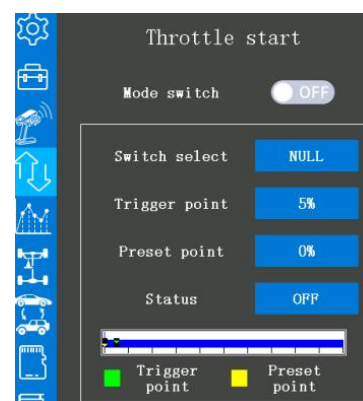 Throttle start
Mode switch OFF
Switch select NULL
Trigger point 5%
Preset point 0%
Status OFF
Trigger Preset
point point